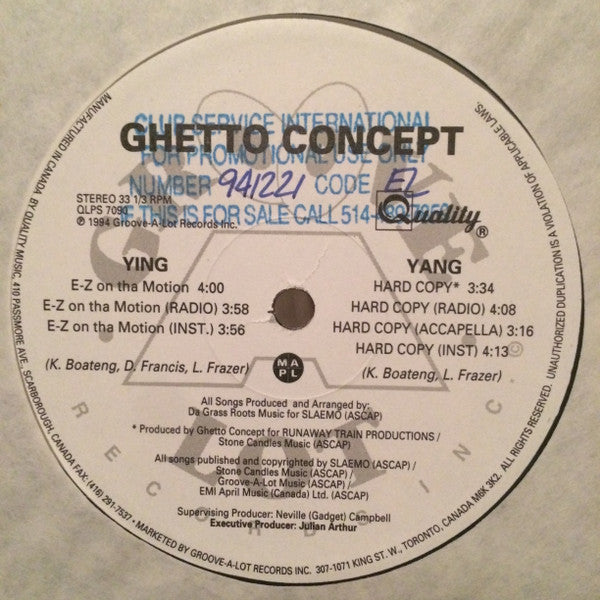 CLUB SERVICE INTERNATIONAL
GHETTO CONCEPT
FOR PROMOTIONAL USE ONLY
NUMBER 941221 CODE EL
STEREO 33 1/3 RPM
QLPS 7090
IF THIS IS FOR SALE CALL 514-
℗ 1994 Groove-A-Lot Records Inc.
Quality®
YING
E-Z on tha Motion 4:00
E-Z on tha Motion (RADIO) 3:58
E-Z on tha Motion (INST.) 3:56
(K. Boateng, D. Francis, L. Frazer)
YANG
HARD COPY* 3:34
HARD COPY (RADIO) 4:08
HARD COPY (ACCAPELLA) 3:16
HARD COPY (INST) 4:13
(K. Boateng, L. Frazer)
MAPL
©
All Songs Produced and Arranged by:
Da Grass Roots Music for SLAEMO (ASCAP)
* Produced by Ghetto Concept for RUNAWAY TRAIN PRODUCTIONS /
Stone Candles Music (ASCAP)
All songs published and copyrighted by SLAEMO (ASCAP) /
Stone Candles Music (ASCAP) /
Groove-A-Lot Music (ASCAP) /
EMI April Music (Canada) Ltd. (ASCAP)
Supervising Producer: Neville (Gadget) Campbell
Executive Producer: Julian Arthur
LOT
RECORDS INC
MANUFACTURED IN CANADA BY QUALITY MUSIC, 410 PASSMORE AVE., SCARBOROUGH, CANADA FAX: (416) 291-7537 • MARKETED BY GROOVE-A-LOT RECORDS INC. 307-1071 KING ST. W., TORONTO, CANADA M6K 3K2. ALL RIGHTS RESERVED. UNAUTHORIZED DUPLICATION IS A VIOLATION OF APPLICABLE LAWS.